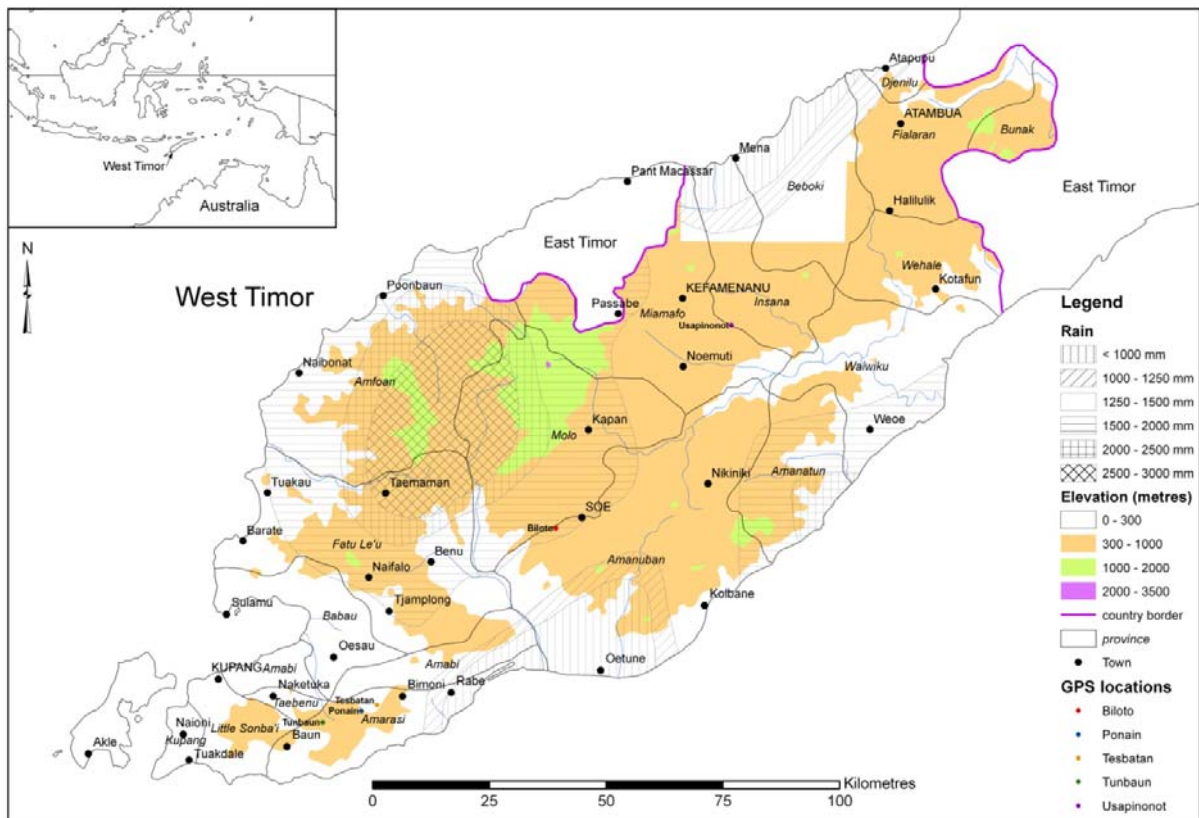 West Timor
Australia
N
West Timor
East Timor
East Timor
Atapupu
Djenilu
ATAMBUA
Fialaran
Bunak
Mena
Pant Macassar
Beboki
Halilulik
Wehale
Kotafun
Poonbaun
Passabe
KEFAMENANU
Miamafo
Insana
Usapinonot
Noemuti
Waiwiku
Naibonat
Amfoan
Weoe
Kapan
Molo
Nikiniki
Amanatun
Tuakau
Taemaman
SOE
Biloto
Barate
Fatu Le'u
Benu
Amanuban
Naifalo
Kolbane
Sulamu
Tjamplong
Babau
Oesau
Amabi
Oetune
KUPANG
Amabi
Rabe
Naketuka
Bimoni
Taebenu
Tesbatan
Ponain
Amarasi
Tunbaun
Little Sonba'i
Naioni
Kupang
Baun
Akle
Tuakdale
Kilometres
0 25 50 75 100
Legend
Rain
< 1000 mm
1000 - 1250 mm
1250 - 1500 mm
1500 - 2000 mm
2000 - 2500 mm
2500 - 3000 mm
Elevation (metres)
0 - 300
300 - 1000
1000 - 2000
2000 - 3500
country border
province
Town
GPS locations
Biloto
Ponain
Tesbatan
Tunbaun
Usapinonot